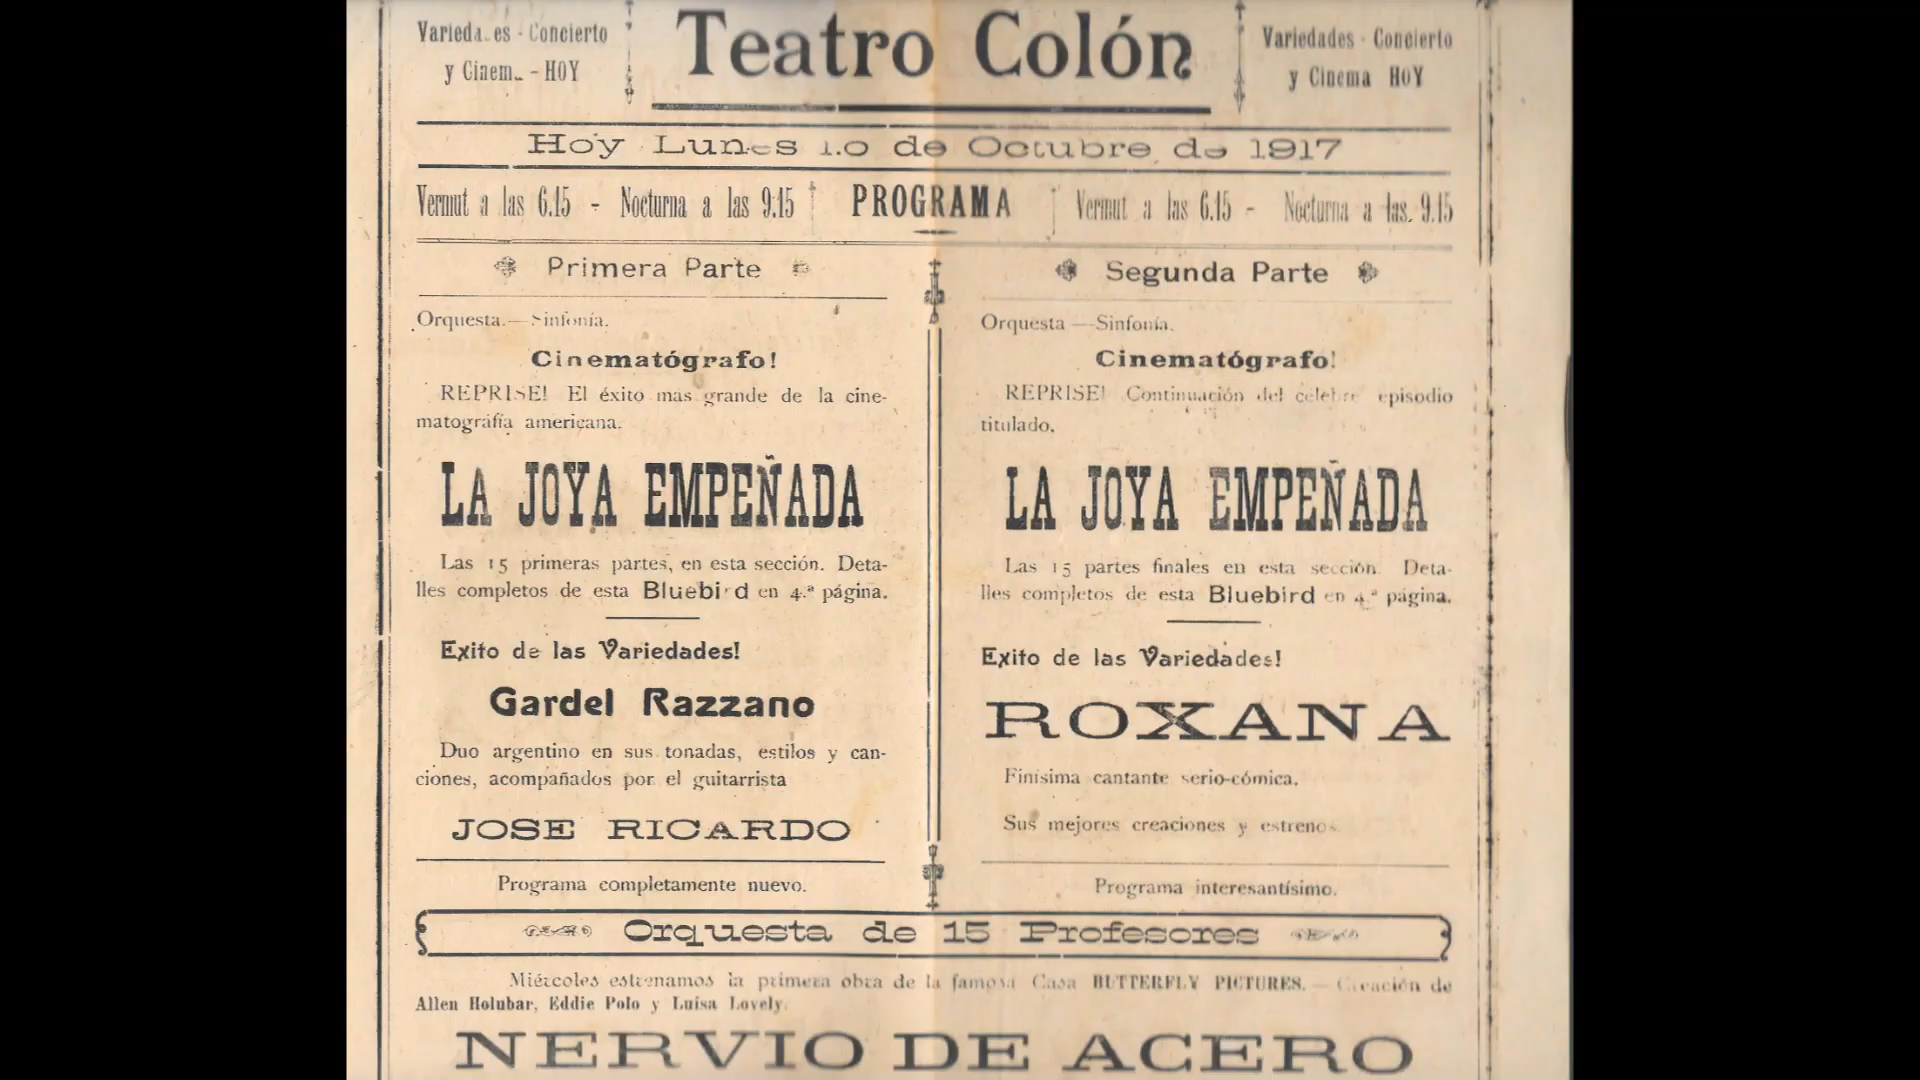 Variedades - Concierto
y Cinema - HOY
Teatro Colón
Variedades - Concierto
y Cinema HOY
Hoy Lunes 1.o de Octubre de 1917
Vermut a las 6.15 - Nocturna a las 9.15
PROGRAMA
Vermut a las 6.15 - Nocturna a las 9.15
Primera Parte
Orquesta.—Sinfonía.
Cinematógrafo!
REPRISE! El éxito mas grande de la cine-
matográfía americana.
LA JOYA EMPEÑADA
Las 15 primeras partes, en esta sección. Deta-
lles completos de esta Bluebird en 4.ª página.
Exito de las Variedades!
Gardel Razzano
Duo argentino en sus tonadas, estilos y can-
ciones, acompañados por el guitarrista
JOSE RICARDO
Programa completamente nuevo.
Segunda Parte
Orquesta —Sinfonía.
Cinematógrafo!
REPRISE! Continuación del celebre episodio
titulado.
LA JOYA EMPEÑADA
Las 15 partes finales en esta sección. Deta-
lles completos de esta Bluebird en 4.ª página.
Exito de las Variedades!
ROXANA
Finísima cantante serio-cómica.
Sus mejores creaciones y estrenos
Programa interesantísimo.
Orquesta de 15 Profesores
Miércoles estrenamos la primera obra de la famosa Casa BUTTERFLY PICTURES.—Creación de
Allen Holubar, Eddie Polo y Luisa Lovely.
NERVIO DE ACERO